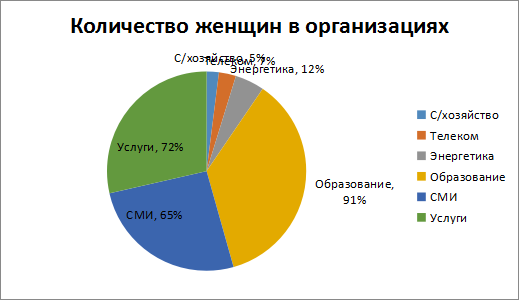 Количество женщин в организациях
С/хозяйство, 5%
Телеком, 7%
Энергетика, 12%
Образование,
91%
СМИ, 65%
Услуги, 72%
С/хозяйство
Телеком
Энергетика
Образование
СМИ
Услуги